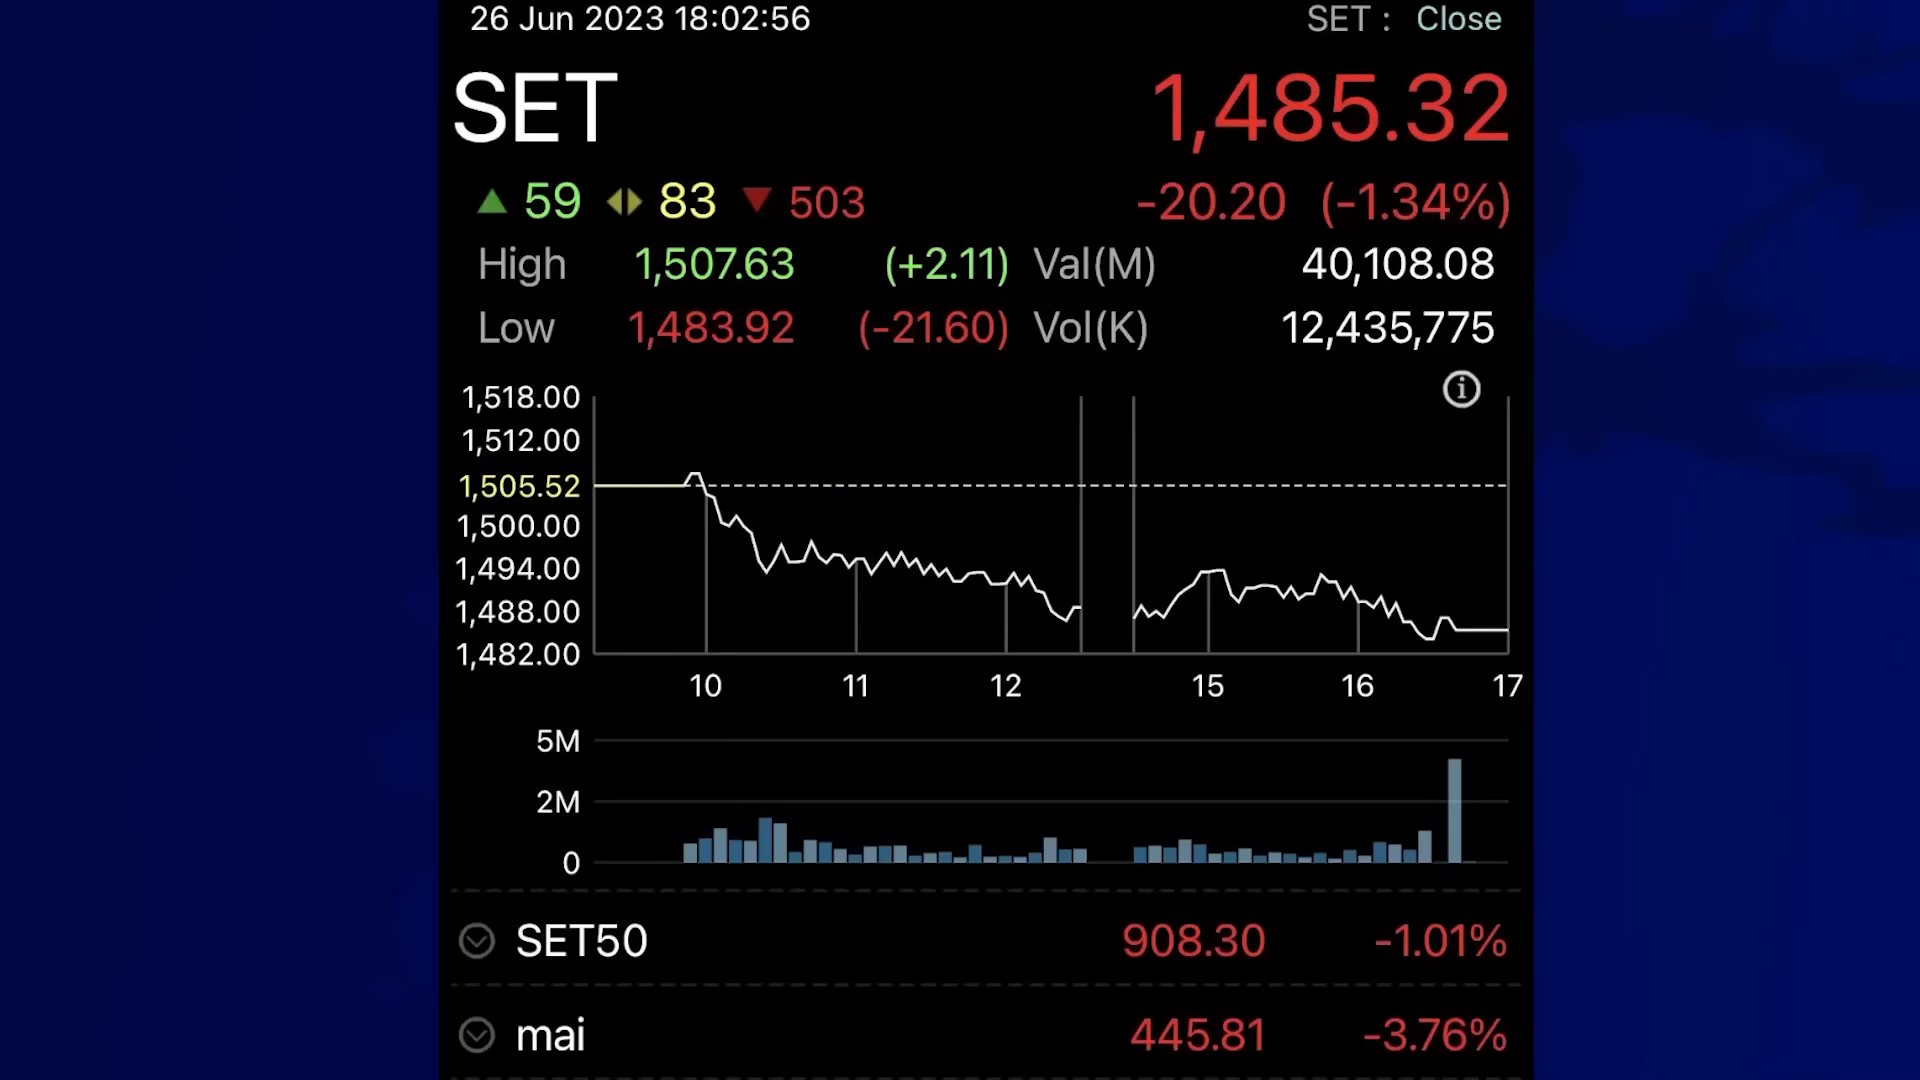 26 Jun 2023 18:02:56 SET : Close
SET 1,485.32
59 83 503 -20.20 (-1.34%)
High 1,507.63 (+2.11) Val(M) 40,108.08
Low 1,483.92 (-21.60) Vol(K) 12,435,775
1,518.00
1,512.00
1,505.52
1,500.00
1,494.00
1,488.00
1,482.00
10 11 12 15 16 17
5M
2M
0
SET50 908.30 -1.01%
mai 445.81 -3.76%